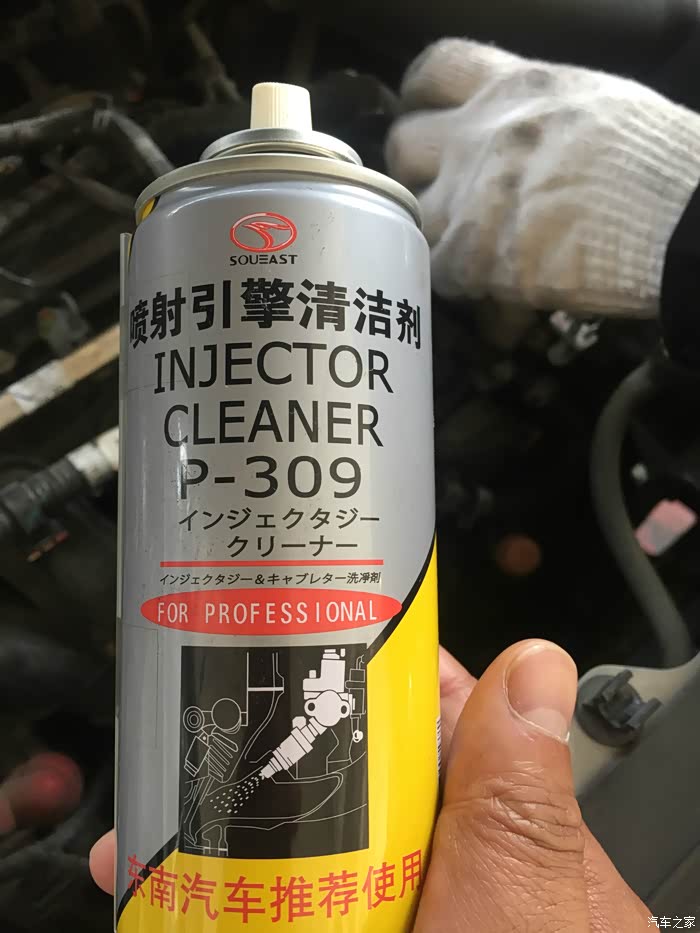 SOUEAST
喷射引擎清洁剂
INJECTOR
CLEANER
P-309
インジェクタジー
クリーナー
インジェクタジー&キャブレター洗浄剤
FOR PROFESSIONAL
东南汽车推荐使用
汽车之家